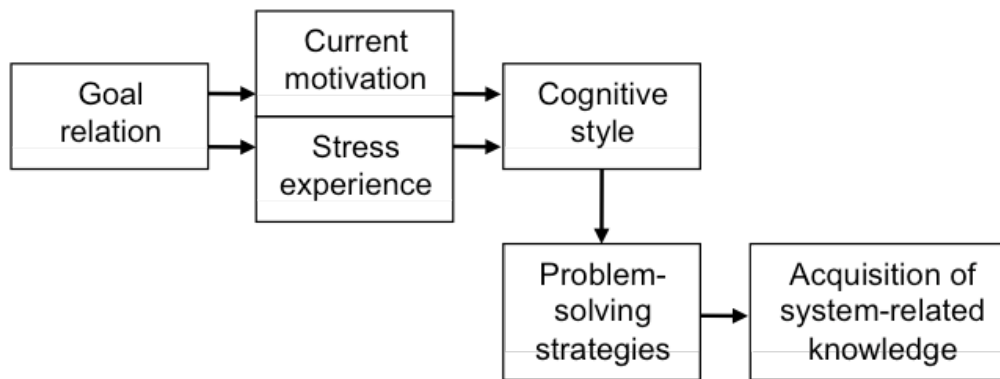 Goal
relation
Current
motivation
Stress
experience
Cognitive
style
Problem-
solving
strategies
Acquisition of
system-related
knowledge